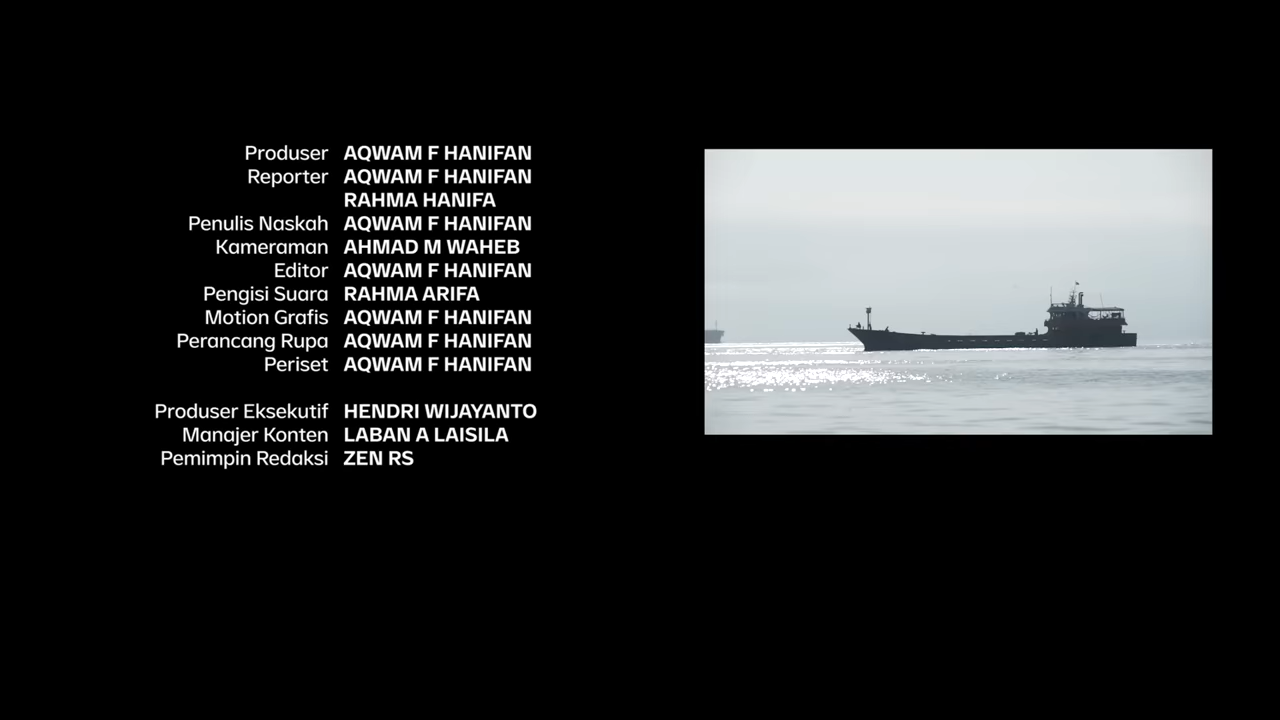 Produser AQWAM F HANIFAN
Reporter AQWAM F HANIFAN
RAHMA HANIFA
Penulis Naskah AQWAM F HANIFAN
Kameraman AHMAD M WAHEB
Editor AQWAM F HANIFAN
Pengisi Suara RAHMA ARIFA
Motion Grafis AQWAM F HANIFAN
Perancang Rupa AQWAM F HANIFAN
Periset AQWAM F HANIFAN
Produser Eksekutif HENDRI WIJAYANTO
Manajer Konten LABAN A LAISILA
Pemimpin Redaksi ZEN RS